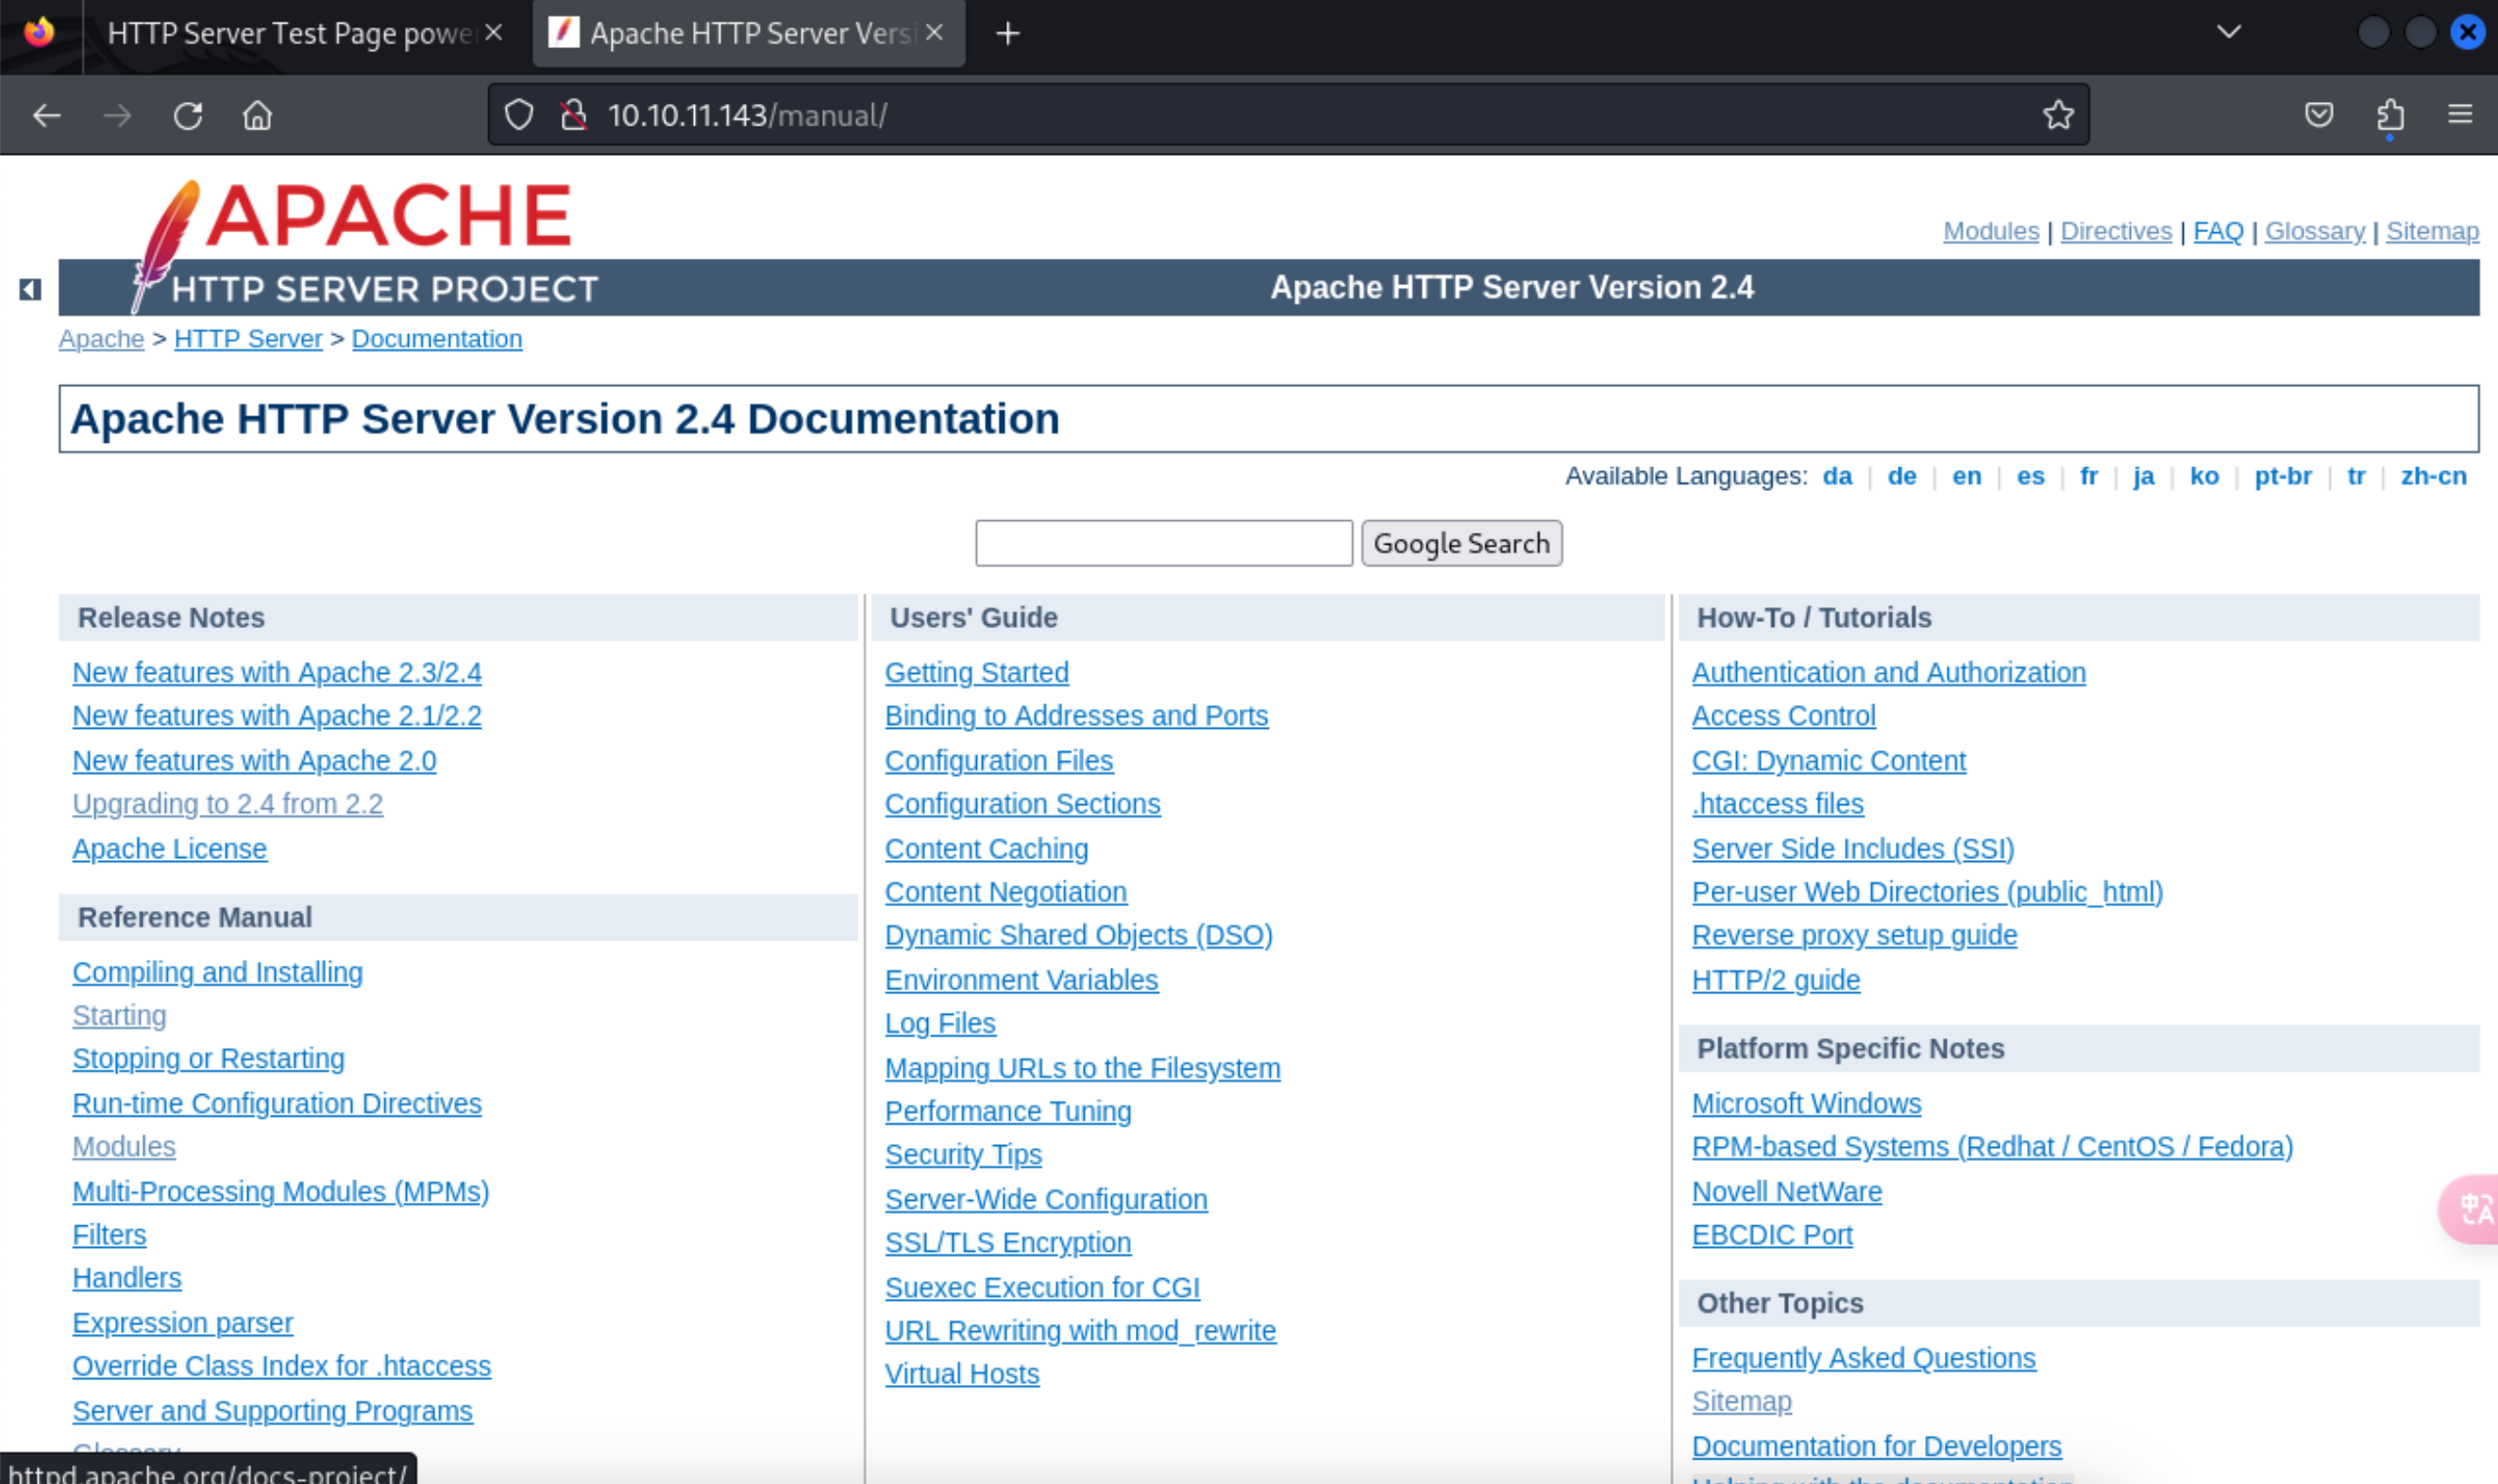 HTTP Server Test Page powe
Apache HTTP Server Versi
10.10.11.143/manual/
APACHE
HTTP SERVER PROJECT
Modules | Directives | FAQ | Glossary | Sitemap
Apache HTTP Server Version 2.4
Apache > HTTP Server > Documentation
Apache HTTP Server Version 2.4 Documentation
Available Languages: da | de | en | es | fr | ja | ko | pt-br | tr | zh-cn
Google Search
Release Notes
New features with Apache 2.3/2.4
New features with Apache 2.1/2.2
New features with Apache 2.0
Upgrading to 2.4 from 2.2
Apache License
Reference Manual
Compiling and Installing
Starting
Stopping or Restarting
Run-time Configuration Directives
Modules
Multi-Processing Modules (MPMs)
Filters
Handlers
Expression parser
Override Class Index for .htaccess
Server and Supporting Programs
Glossary
Users' Guide
Getting Started
Binding to Addresses and Ports
Configuration Files
Configuration Sections
Content Caching
Content Negotiation
Dynamic Shared Objects (DSO)
Environment Variables
Log Files
Mapping URLs to the Filesystem
Performance Tuning
Security Tips
Server-Wide Configuration
SSL/TLS Encryption
Suexec Execution for CGI
URL Rewriting with mod_rewrite
Virtual Hosts
How-To / Tutorials
Authentication and Authorization
Access Control
CGI: Dynamic Content
.htaccess files
Server Side Includes (SSI)
Per-user Web Directories (public_html)
Reverse proxy setup guide
HTTP/2 guide
Platform Specific Notes
Microsoft Windows
RPM-based Systems (Redhat / CentOS / Fedora)
Novell NetWare
EBCDIC Port
Other Topics
Frequently Asked Questions
Sitemap
Documentation for Developers
Helping with the documentation
中A
httpd.apache.org/docs-project/